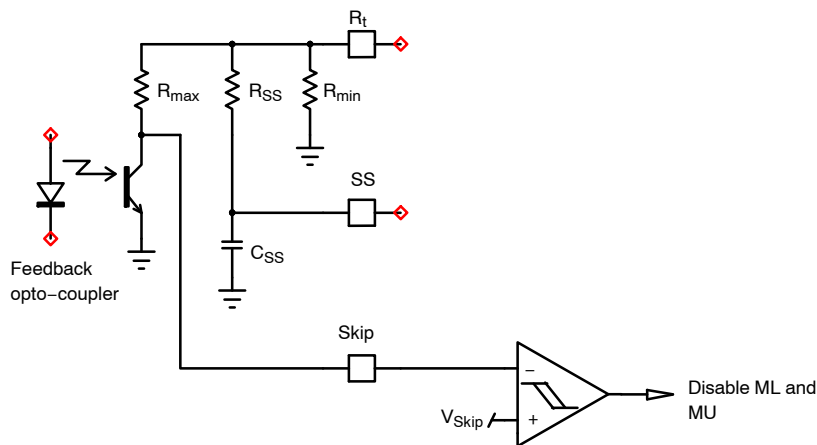 Rt
Rmax
RSS
Rmin
SS
CSS
Feedback
opto−coupler
Skip
−
Disable ML and
MU
VSkip
+